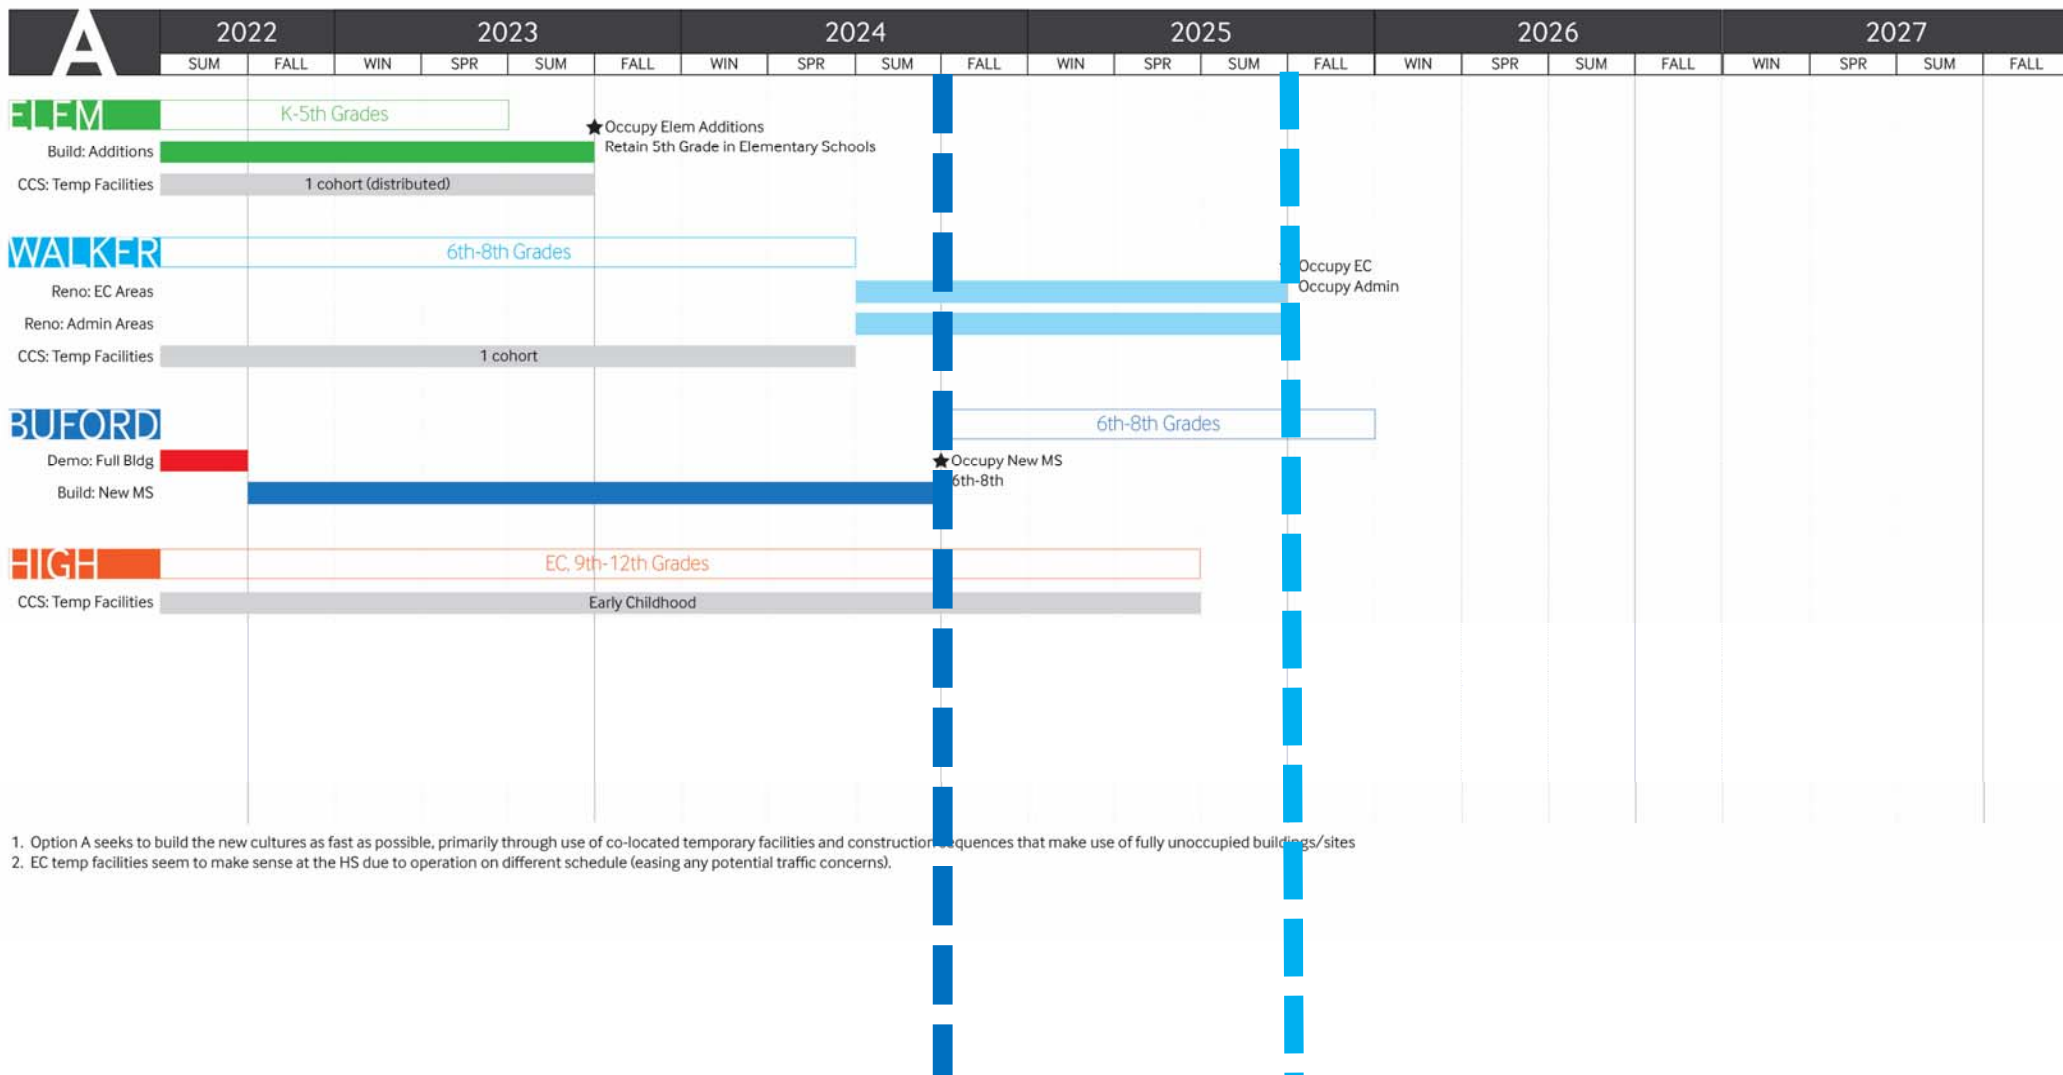 A
2022 2023 2024 2025 2026 2027
SUM FALL WIN SPR SUM FALL WIN SPR SUM FALL WIN SPR SUM FALL WIN SPR SUM FALL WIN SPR SUM FALL
ELEM K-5th Grades
Occupy Elem Additions
Build: Additions
Retain 5th Grade in Elementary Schools
CCS: Temp Facilities 1 cohort (distributed)
WALKER 6th-8th Grades
Occupy EC
Reno: EC Areas
Occupy Admin
Reno: Admin Areas
CCS: Temp Facilities 1 cohort
BUFORD 6th-8th Grades
Demo: Full Bldg Occupy New MS
6th-8th
Build: New MS
HIGH EC, 9th-12th Grades
CCS: Temp Facilities Early Childhood
1. Option A seeks to build the new cultures as fast as possible, primarily through use of co-located temporary facilities and construction sequences that make use of fully unoccupied buildings/sites
2. EC temp facilities seem to make sense at the HS due to operation on different schedule (easing any potential traffic concerns).